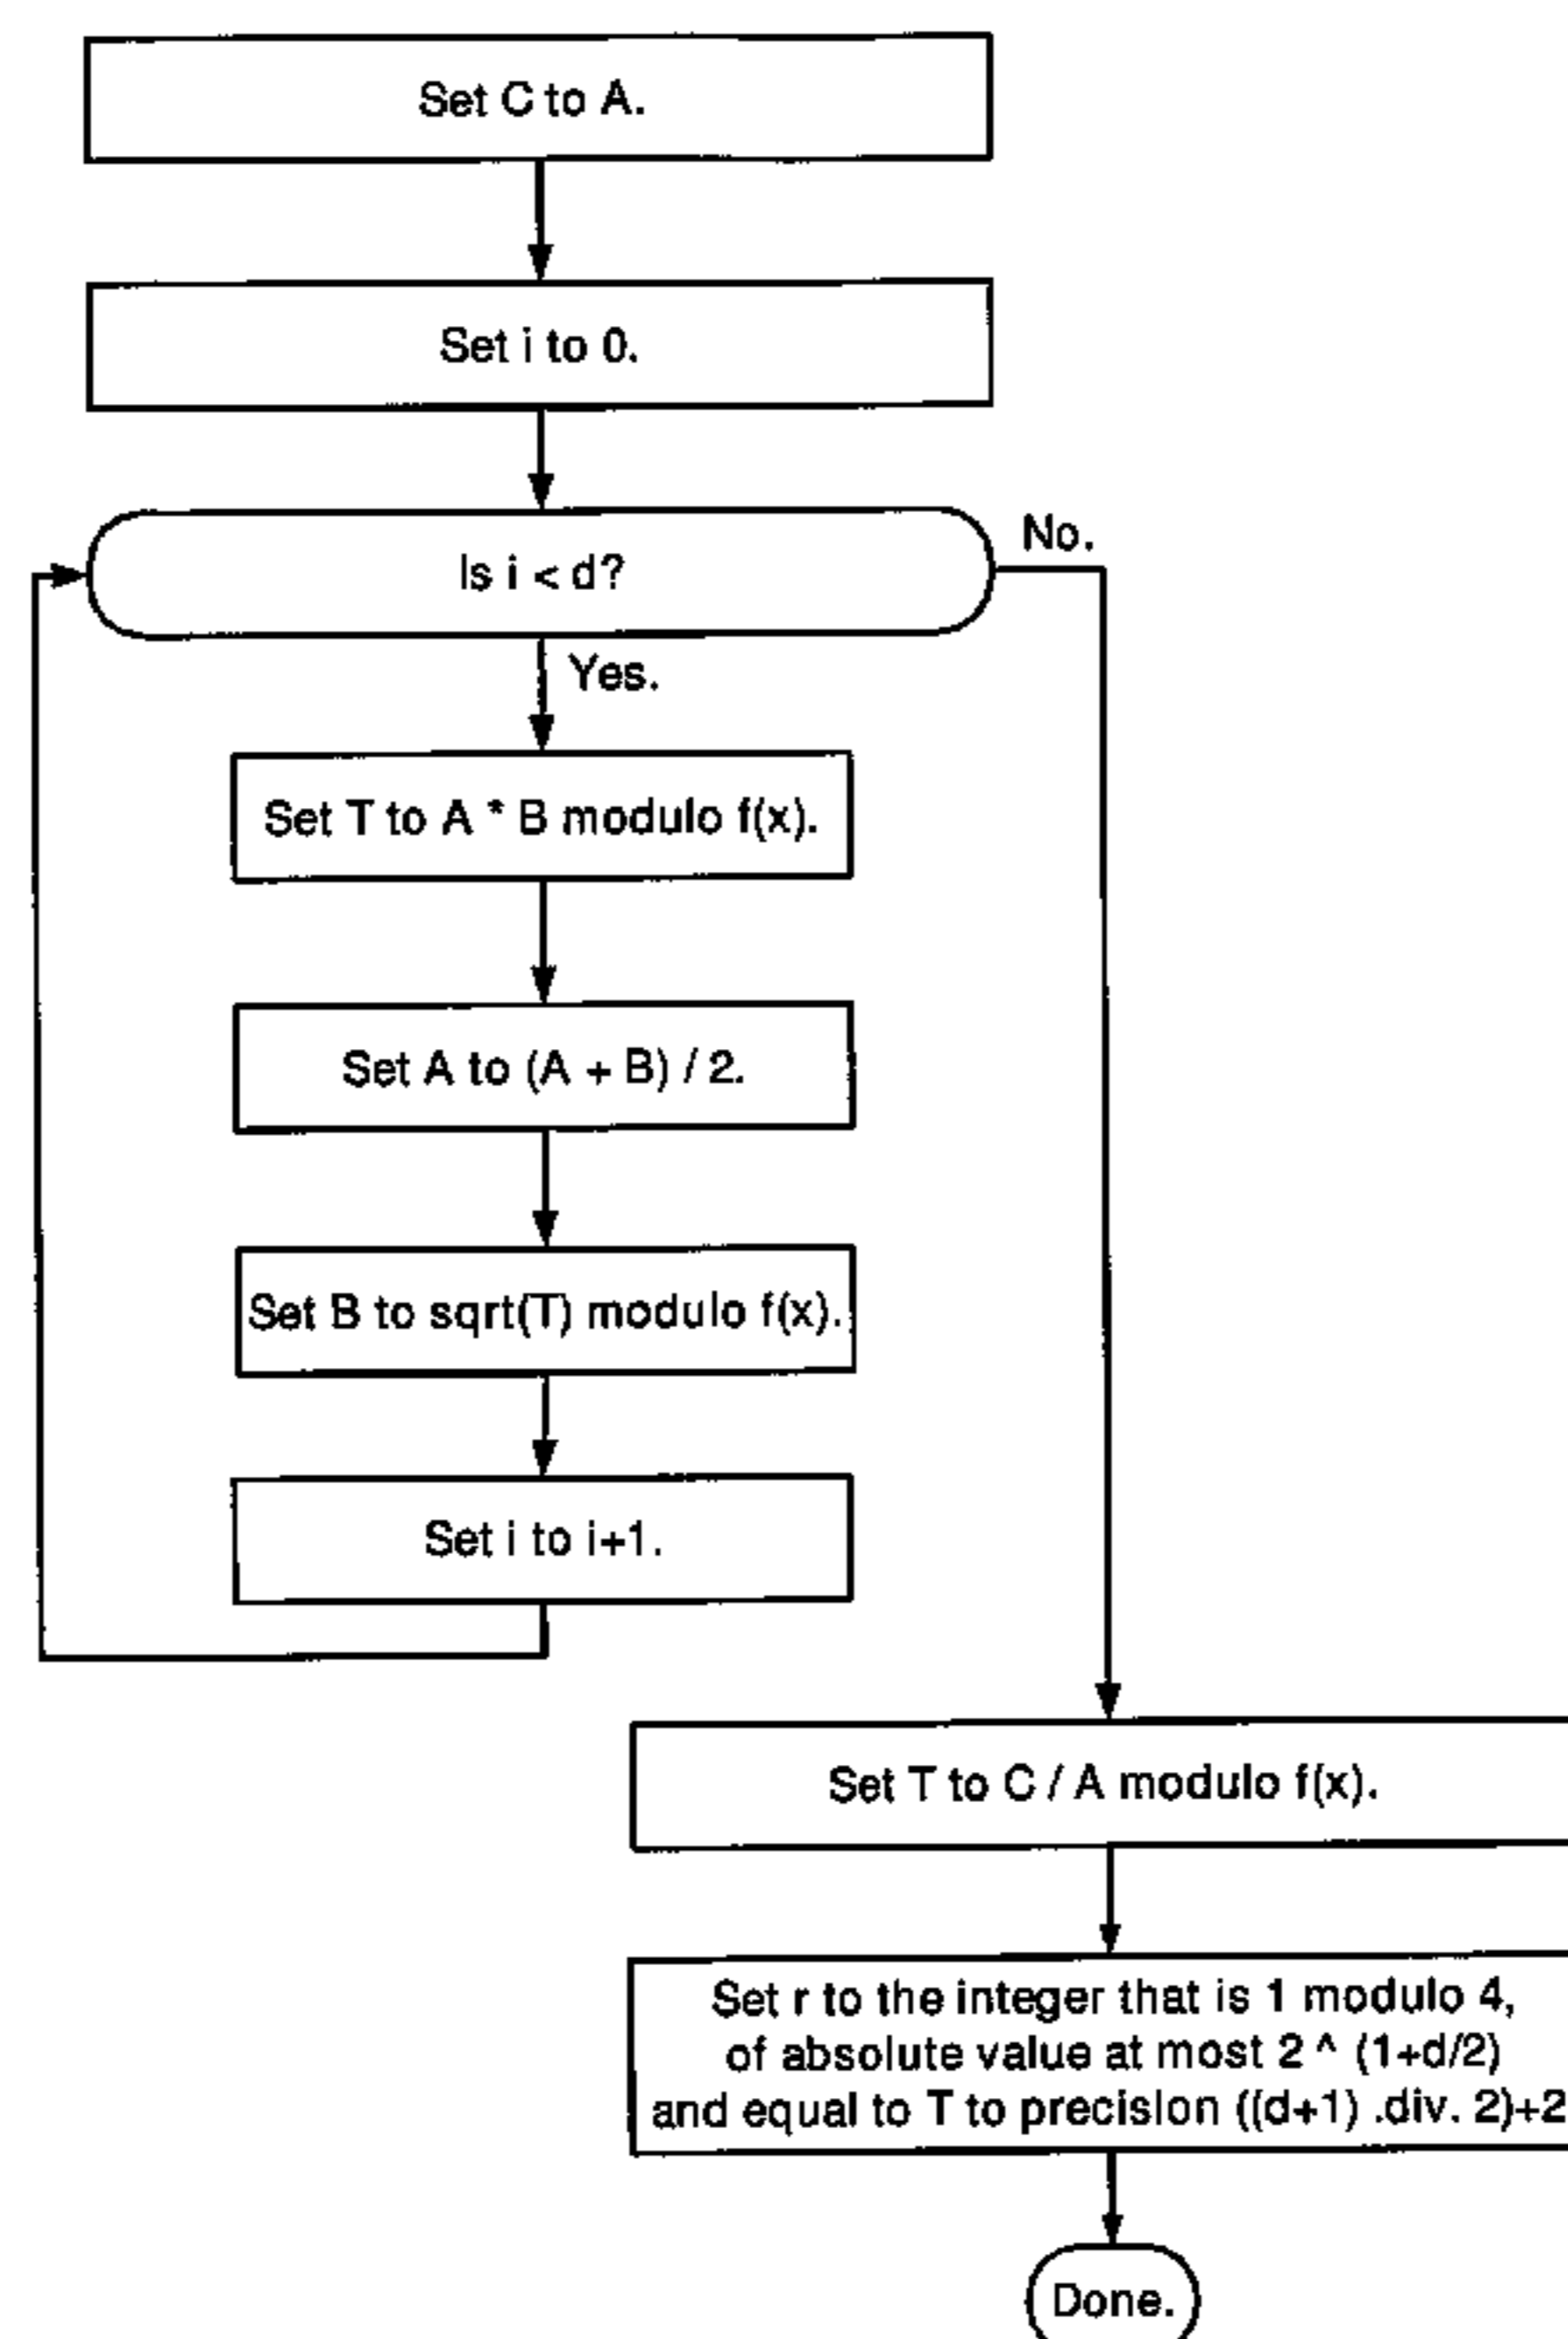 Set C to A.
Set i to 0.
Is i < d?
No.
Yes.
Set T to A * B modulo f(x).
Set A to (A + B) / 2.
Set B to sqrt(T) modulo f(x).
Set i to i+1.
Set T to C / A modulo f(x).
Set r to the integer that is 1 modulo 4,
of absolute value at most 2 ^ (1+d/2)
and equal to T to precision ((d+1) .div. 2)+2
Done.